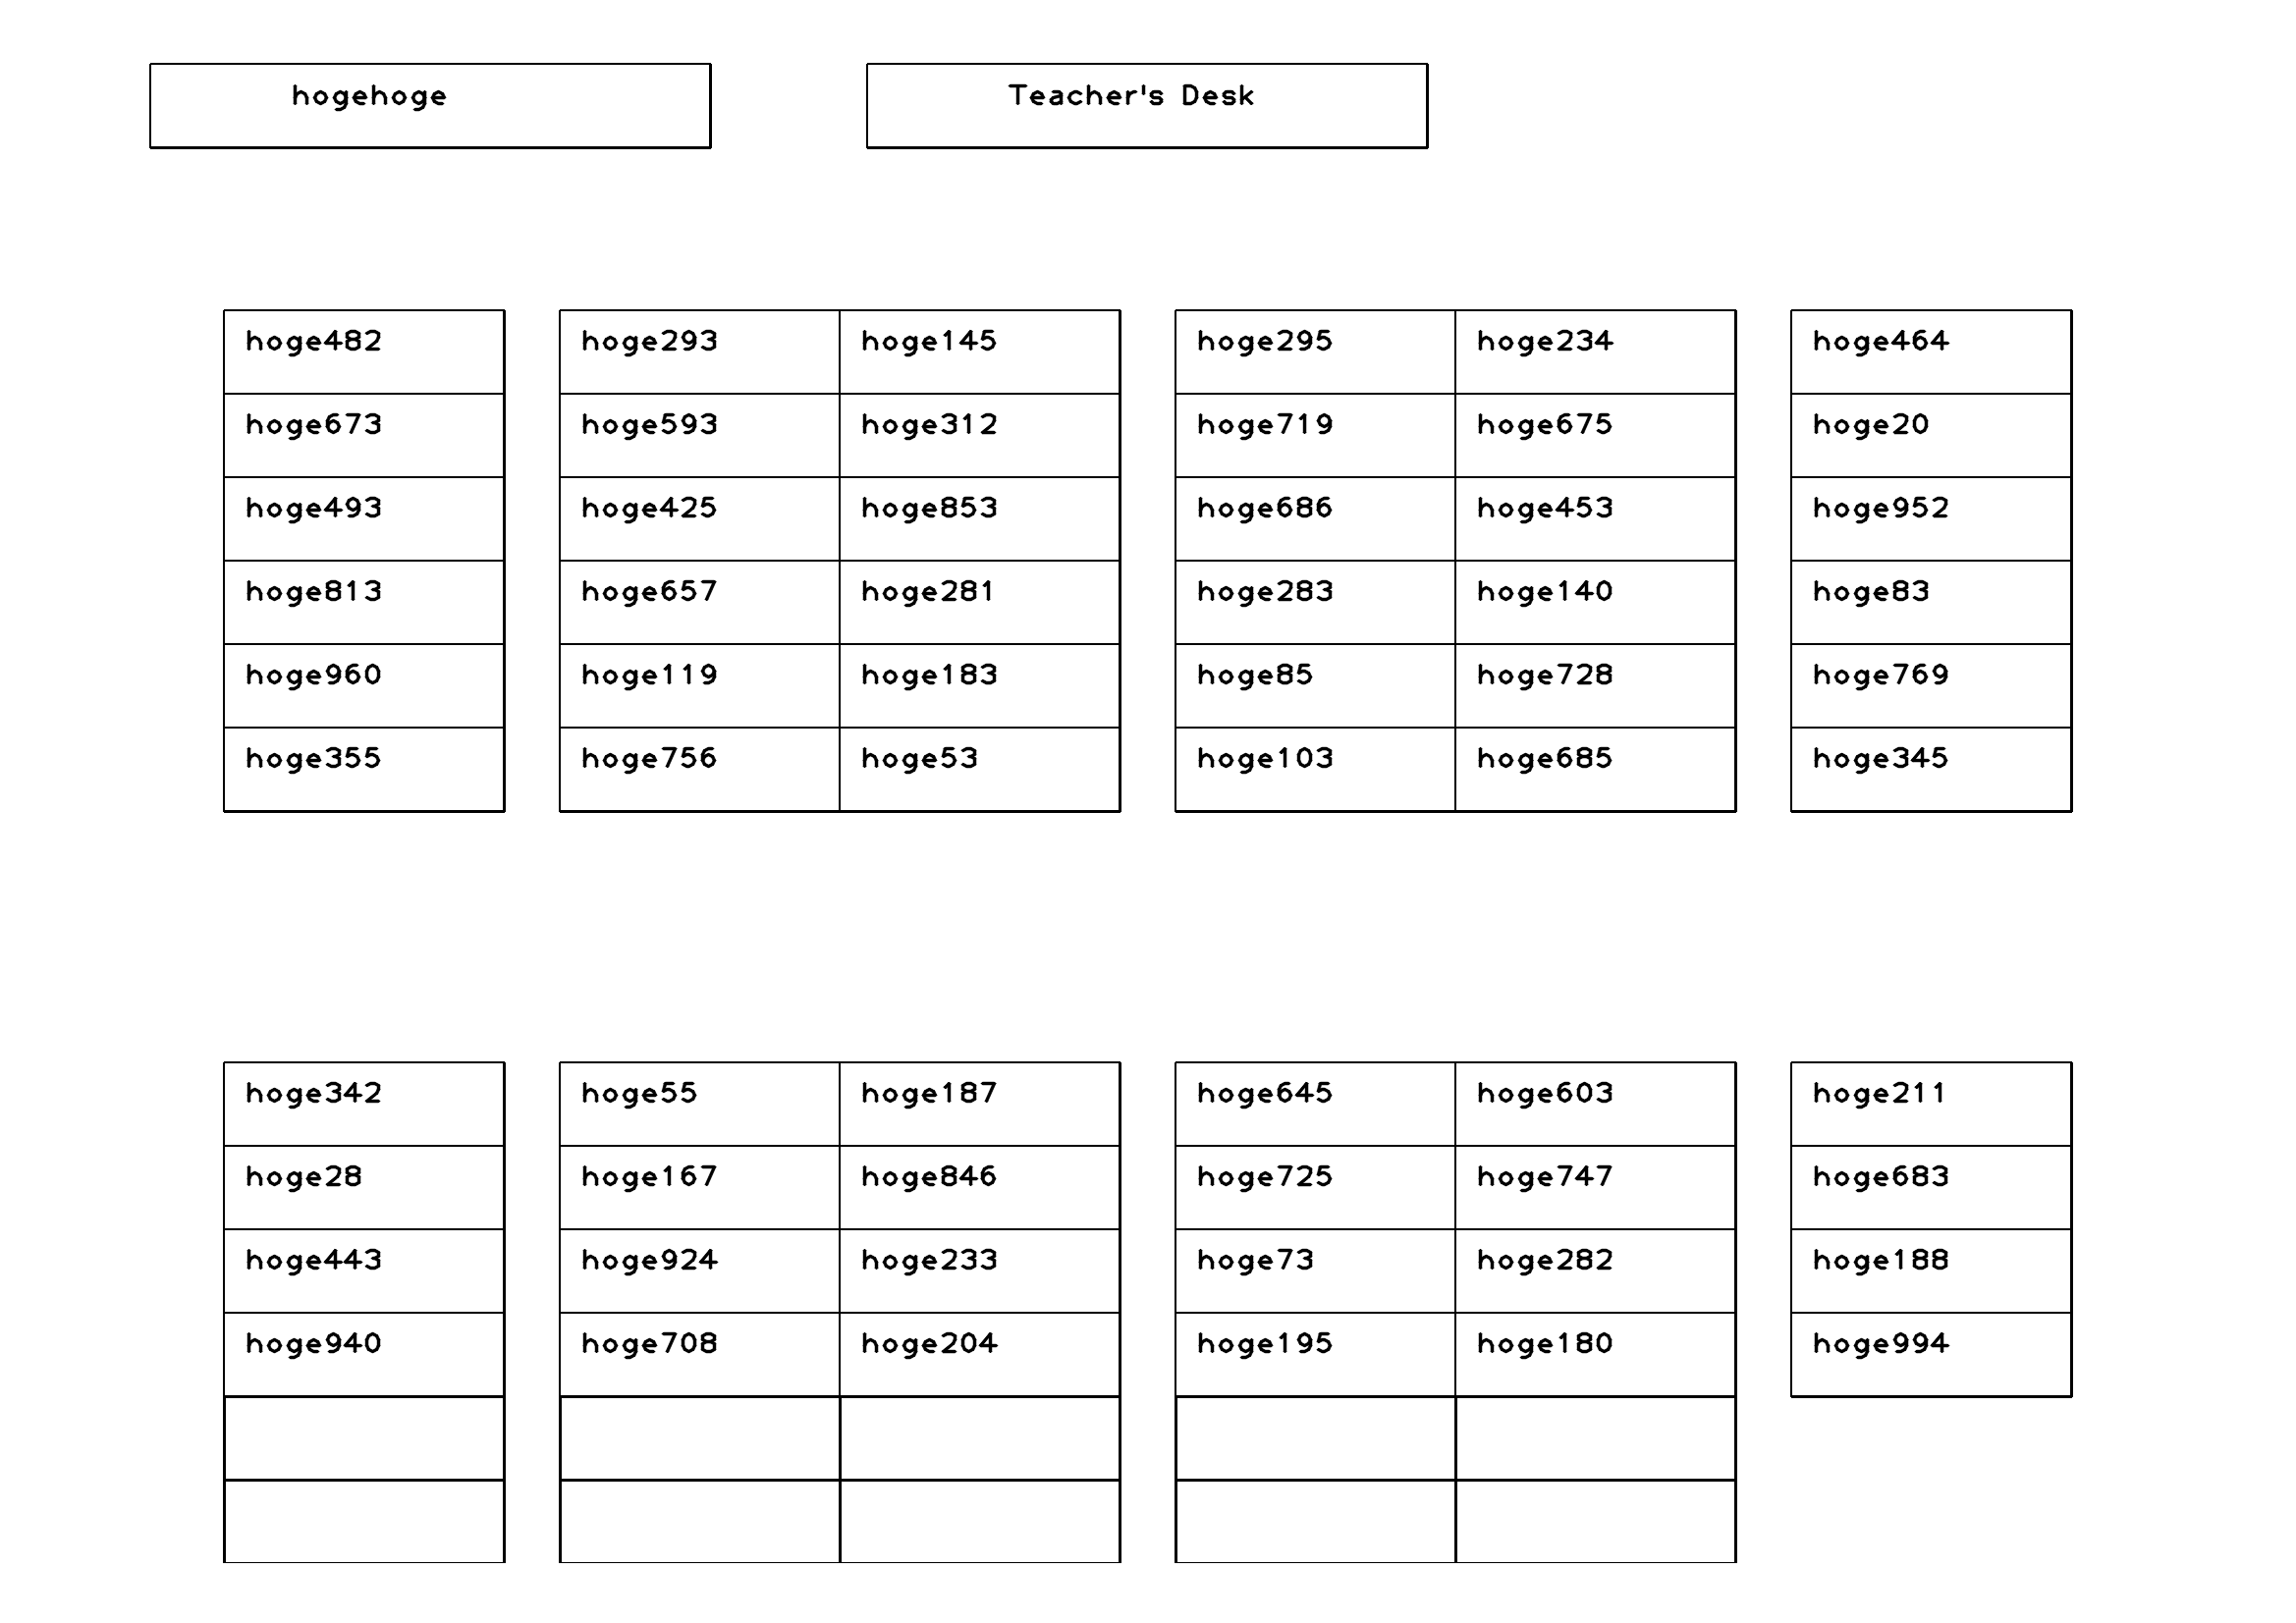 hogehoge Teacher's Desk
hoge482 hoge293 hoge145 hoge295 hoge234 hoge464
hoge673 hoge593 hoge312 hoge719 hoge675 hoge20
hoge493 hoge425 hoge853 hoge686 hoge453 hoge952
hoge813 hoge657 hoge281 hoge283 hoge140 hoge83
hoge960 hoge119 hoge183 hoge85 hoge728 hoge769
hoge355 hoge756 hoge53 hoge103 hoge685 hoge345
hoge342 hoge55 hoge187 hoge645 hoge603 hoge211
hoge28 hoge167 hoge846 hoge725 hoge747 hoge683
hoge443 hoge924 hoge233 hoge73 hoge282 hoge188
hoge940 hoge708 hoge204 hoge195 hoge180 hoge994